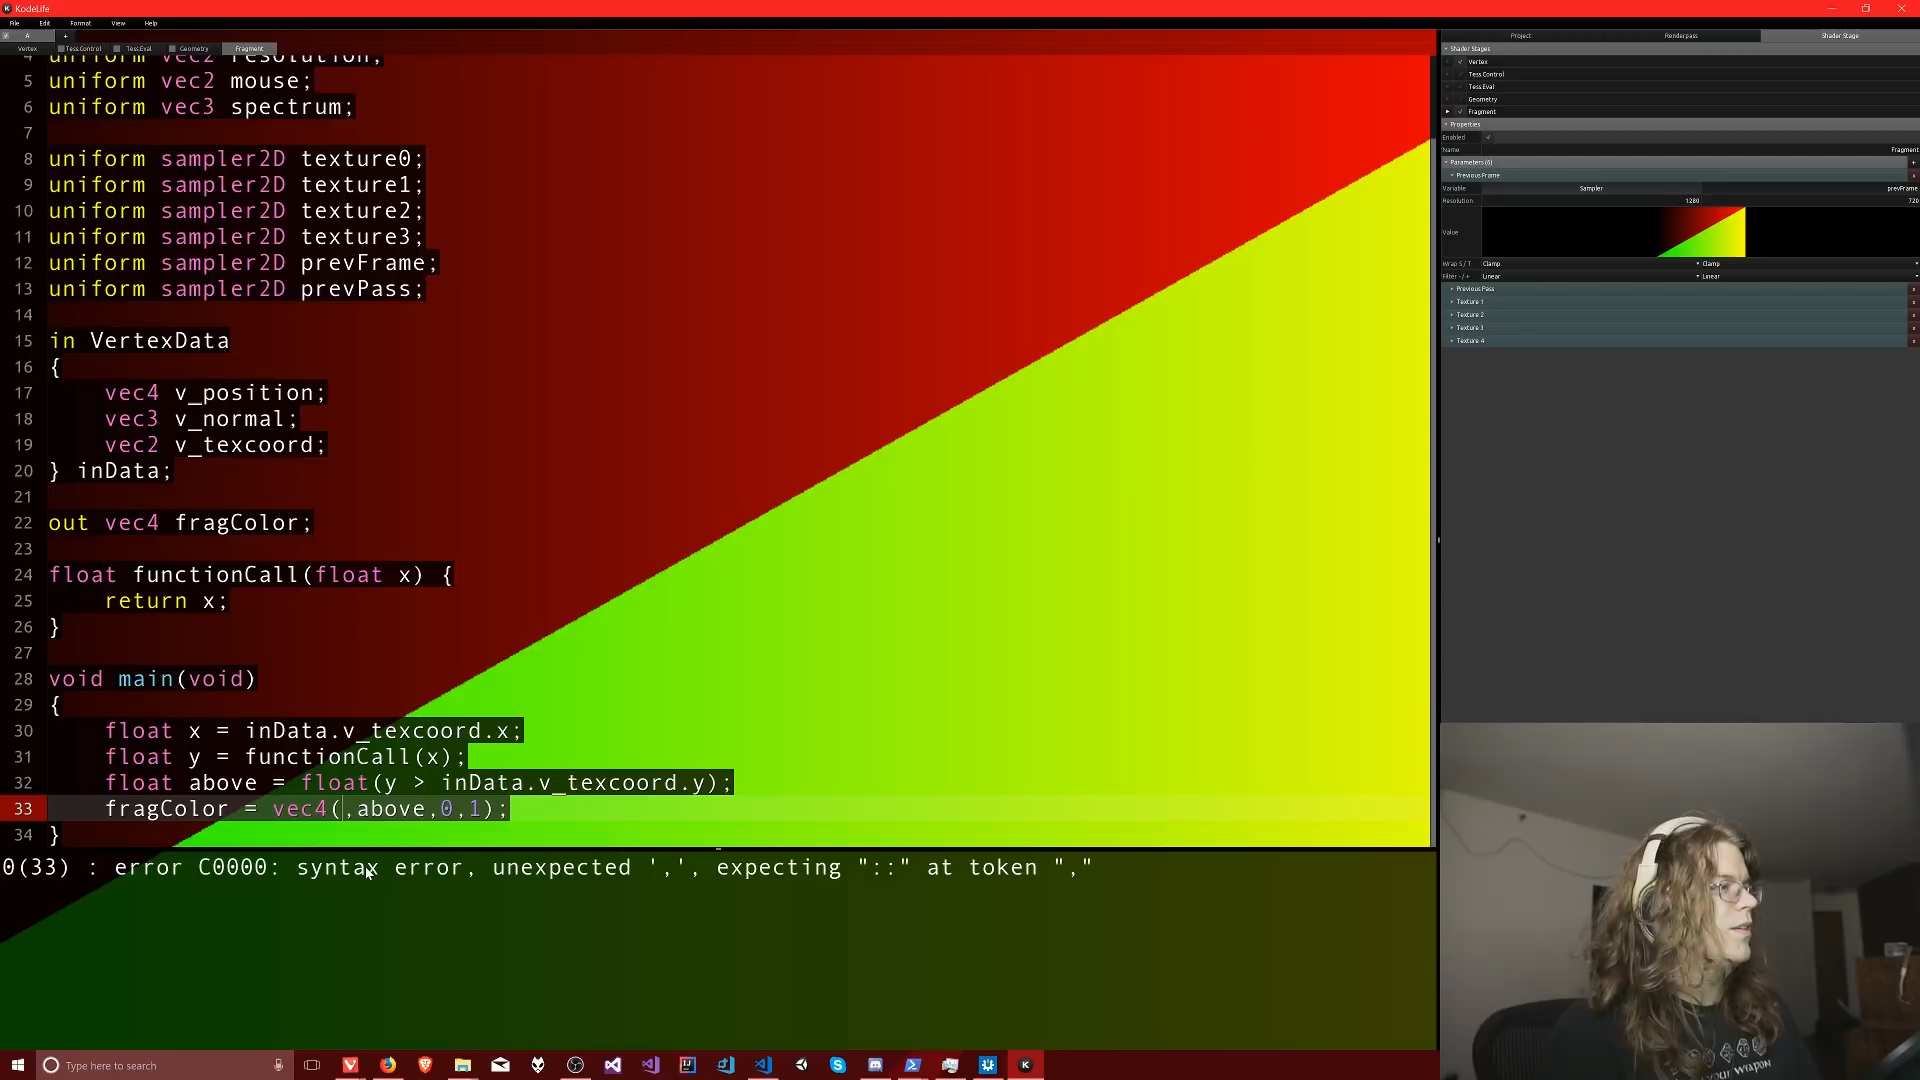 KodeLife
File Edit Format View Help
A +
Vertex Tess.Control Tess.Eval Geometry Fragment
4 uniform vec2 resolution;
5 uniform vec2 mouse;
6 uniform vec3 spectrum;
7
8 uniform sampler2D texture0;
9 uniform sampler2D texture1;
10 uniform sampler2D texture2;
11 uniform sampler2D texture3;
12 uniform sampler2D prevFrame;
13 uniform sampler2D prevPass;
14
15 in VertexData
16 {
17 vec4 v_position;
18 vec3 v_normal;
19 vec2 v_texcoord;
20 } inData;
21
22 out vec4 fragColor;
23
24 float functionCall(float x) {
25 return x;
26 }
27
28 void main(void)
29 {
30 float x = inData.v_texcoord.x;
31 float y = functionCall(x);
32 float above = float(y > inData.v_texcoord.y);
33 fragColor = vec4(,above,0,1);
34 }
0(33) : error C0000: syntax error, unexpected ',', expecting "::" at token ","
Project Renderpass Shader Stage
Shader Stages
Vertex
Tess.Control
Tess.Eval
Geometry
Fragment
Properties
Enabled
Name Fragment
Parameters (6) +
Previous Frame x
Variable Sampler prevFrame
Resolution 1280 720
Value
Wrap S / T Clamp Clamp
Filter - / + Linear Linear
Previous Pass x
Texture 1 x
Texture 2 x
Texture 3 x
Texture 4 x
Type here to search